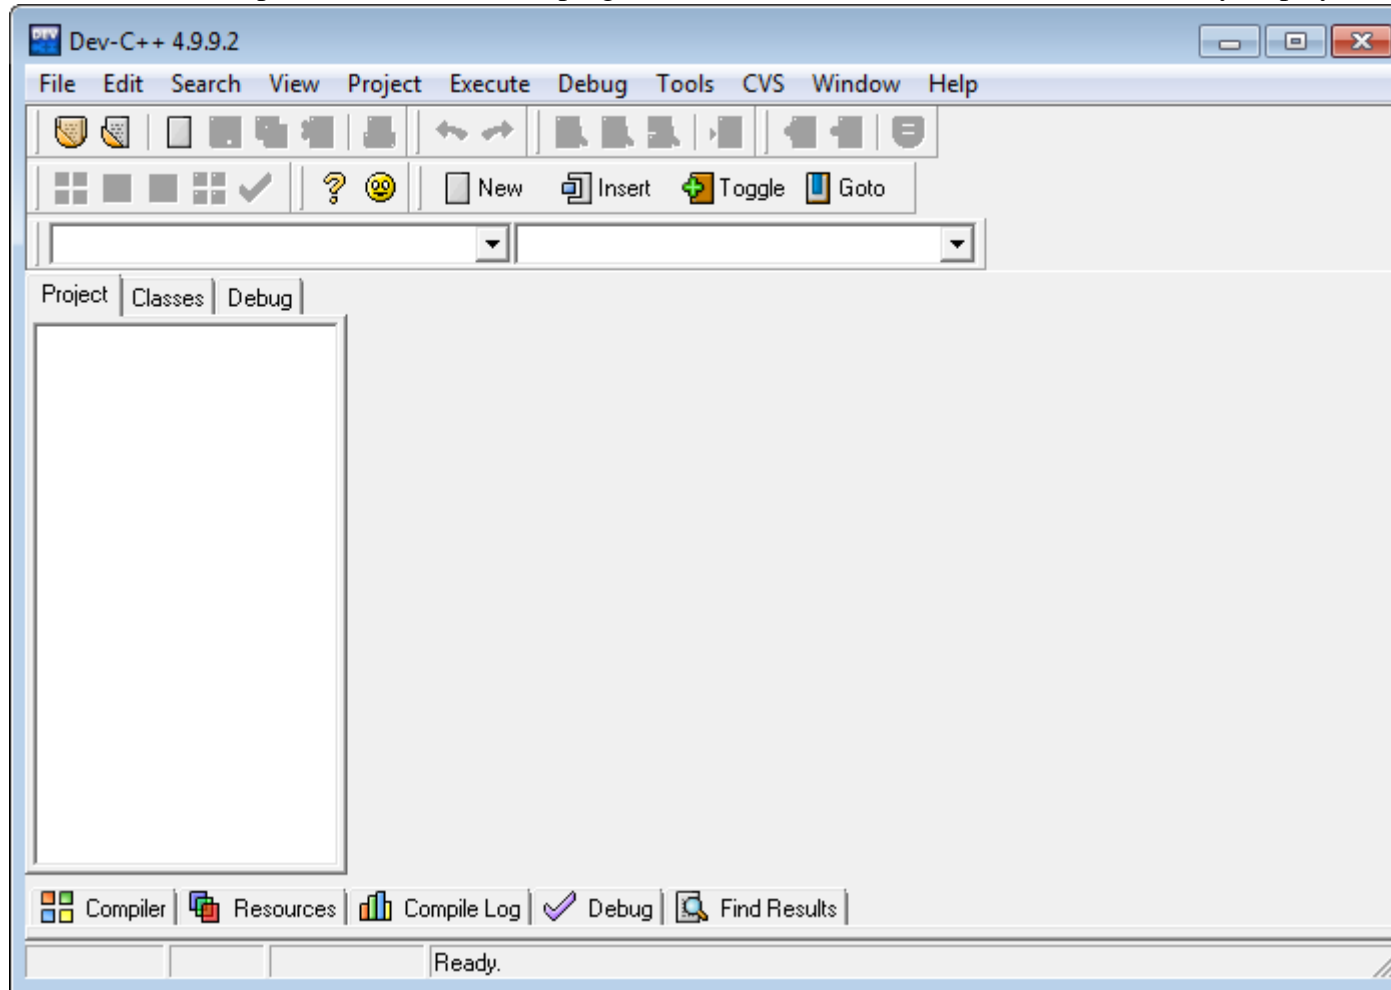 Dev-C++ 4.9.9.2
File Edit Search View Project Execute Debug Tools CVS Window Help
New Insert Toggle Goto
Project Classes Debug
Compiler Resources Compile Log Debug Find Results
Ready.